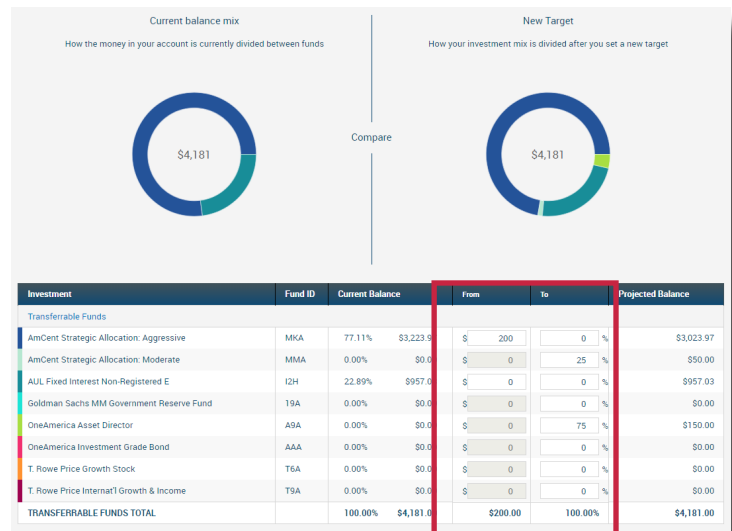 Current balance mix
How the money in your account is currently divided between funds
$4,181
Compare
New Target
How your investment mix is divided after you set a new target
$4,181
Investment Fund ID Current Balance From To Projected Balance
Transferrable Funds
AmCent Strategic Allocation: Aggressive MKA 77.11% $3,223.9 $ 200 0 % $3,023.97
AmCent Strategic Allocation: Moderate MMA 0.00% $0.0 $ 0 25 % $50.00
AUL Fixed Interest Non-Registered E I2H 22.89% $957.0 $ 0 0 % $957.03
Goldman Sachs MM Government Reserve Fund 19A 0.00% $0.0 $ 0 0 % $0.00
OneAmerica Asset Director A9A 0.00% $0.0 $ 0 75 % $150.00
OneAmerica Investment Grade Bond AAA 0.00% $0.0 $ 0 0 % $0.00
T. Rowe Price Growth Stock T6A 0.00% $0.0 $ 0 0 % $0.00
T. Rowe Price Internat'l Growth & Income T9A 0.00% $0.0 $ 0 0 % $0.00
TRANSFERRABLE FUNDS TOTAL 100.00% $4,181.0 $200.00 100.00% $4,181.00